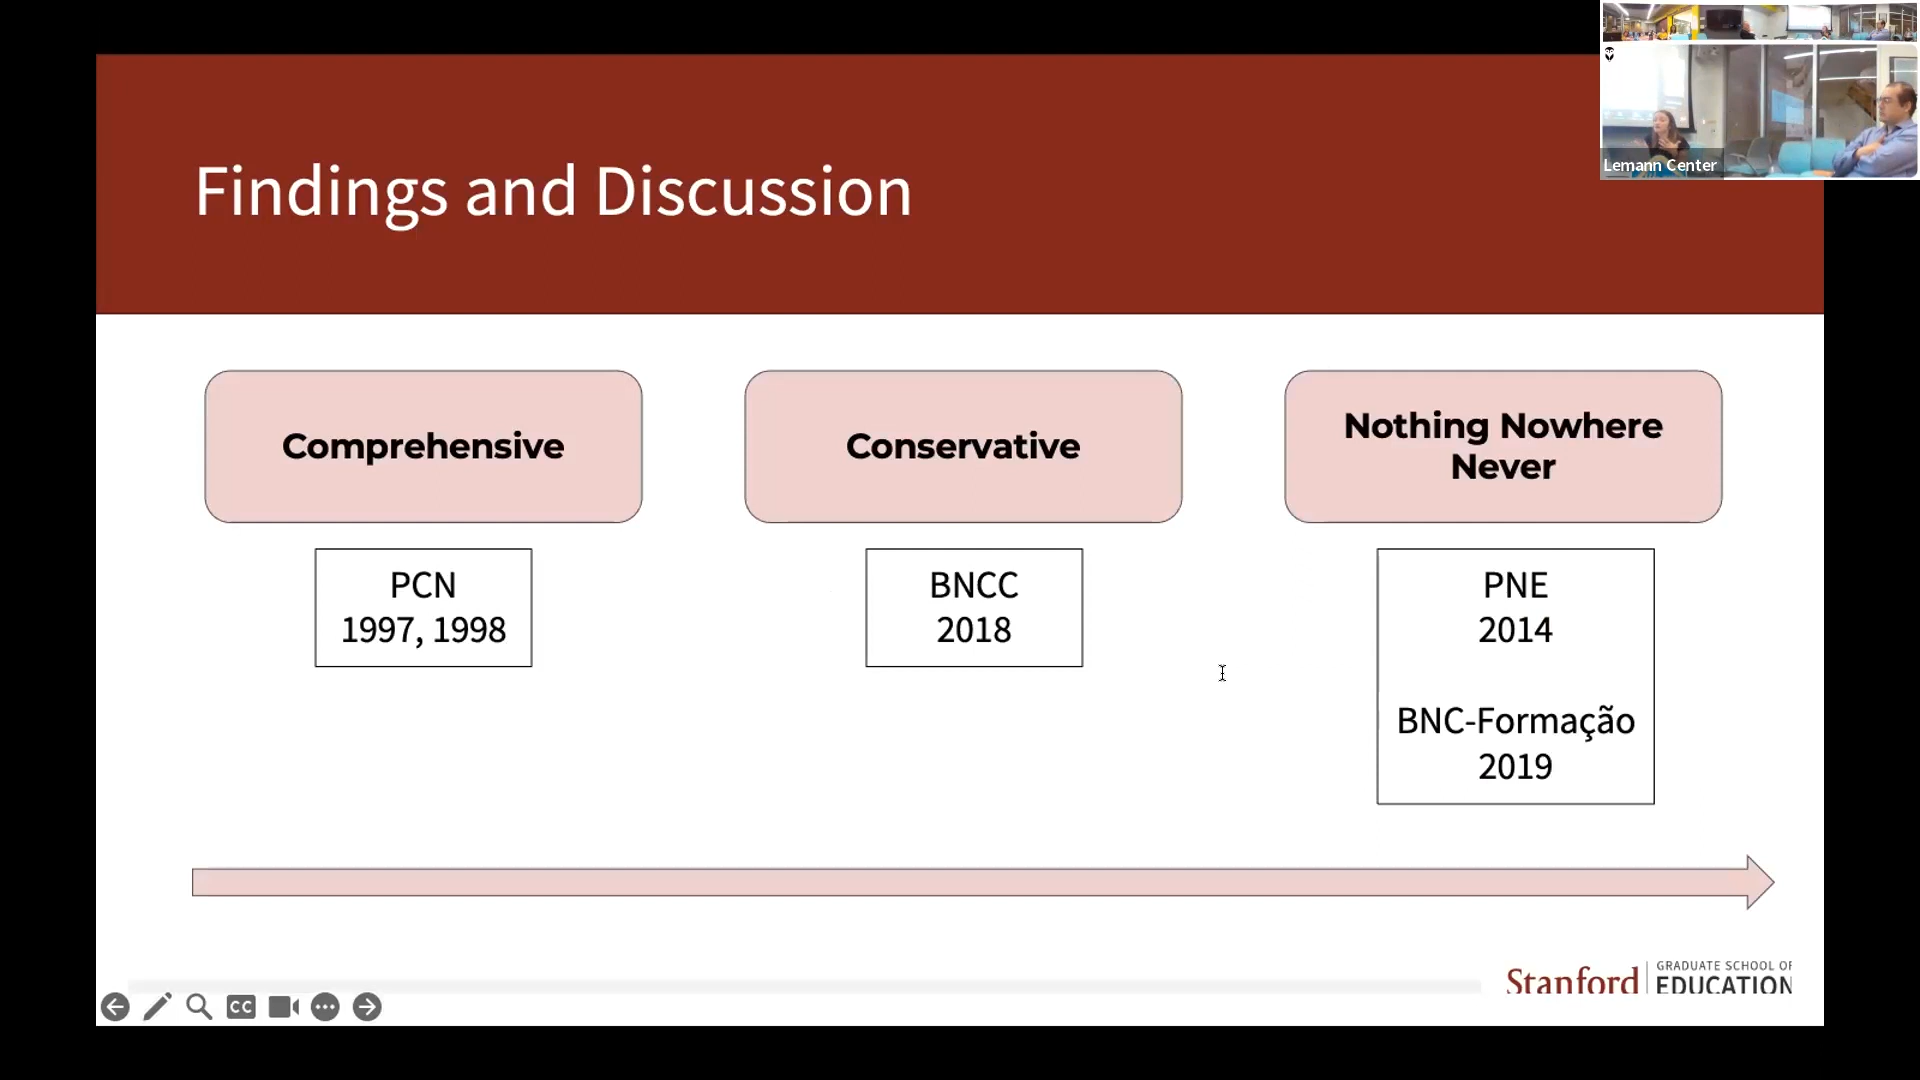 Lemann Center
Findings and Discussion
Comprehensive
Conservative
Nothing Nowhere
Never
PCN
1997, 1998
BNCC
2018
PNE
2014
BNC-Formação
2019
CC
Stanford
GRADUATE SCHOOL OF
EDUCATION